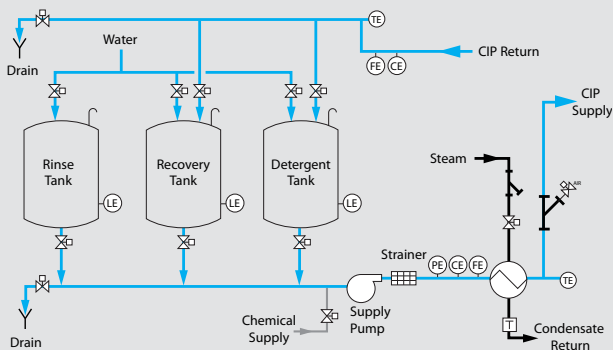 TE
Water
Drain
FE
CE
CIP Return
CIP
Supply
AIR
Steam
Rinse
Tank
Recovery
Tank
Detergent
Tank
LE
LE
LE
Strainer
PE
CE
FE
TE
Supply
Pump
Chemical
Supply
T
Drain
Condensate
Return